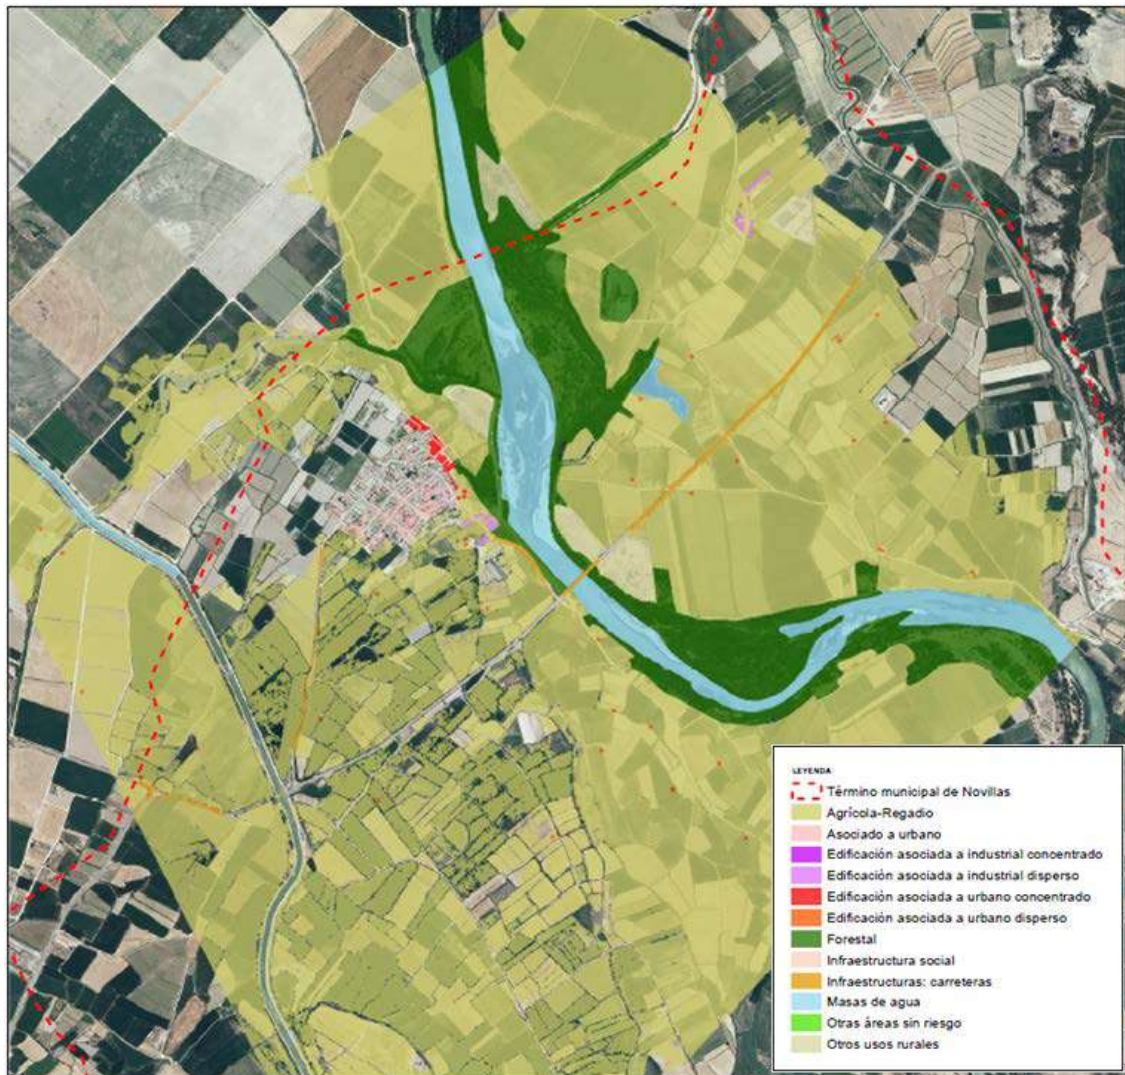 LEYENDA
Término municipal de Novillas
Agrícola-Regadio
Asociado a urbano
Edificación asociada a industrial concentrado
Edificación asociada a industrial disperso
Edificación asociada a urbano concentrado
Edificación asociada a urbano disperso
Forestal
Infraestructura social
Infraestructuras: carreteras
Masas de agua
Otras áreas sin riesgo
Otros usos rurales